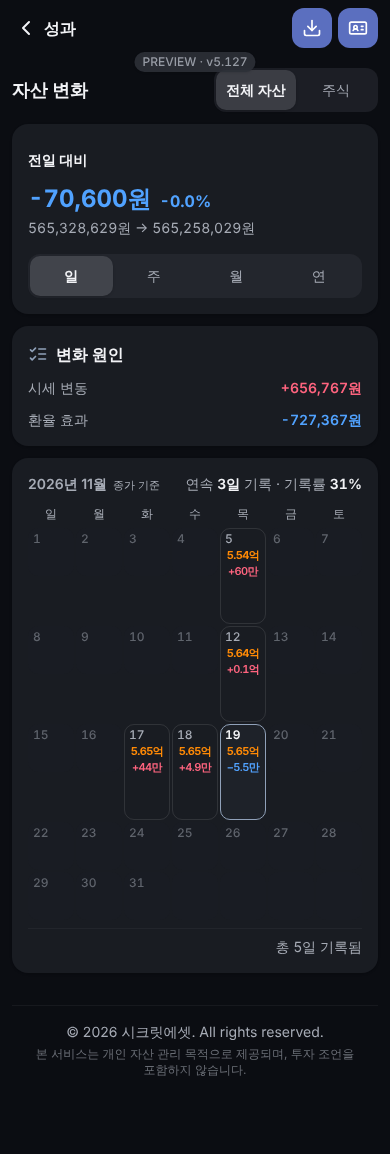 성과
PREVIEW · v5.127
자산 변화
전체 자산 주식
전일 대비
-70,600원 -0.0%
565,328,629원 → 565,258,029원
일 주 월 연
변화 원인
시세 변동 +656,767원
환율 효과 -727,367원
2026년 11월 종가 기준 연속 3일 기록 · 기록률 31%
일 월 화 수 목 금 토
1 2 3 4 5 6 7
5.54억
+60만
8 9 10 11 12 13 14
5.64억
+0.1억
15 16 17 18 19 20 21
5.65억 5.65억 5.65억
+44만 +4.9만 −5.5만
22 23 24 25 26 27 28
29 30 31
총 5일 기록됨
© 2026 시크릿에셋. All rights reserved.
본 서비스는 개인 자산 관리 목적으로 제공되며, 투자 조언을
포함하지 않습니다.